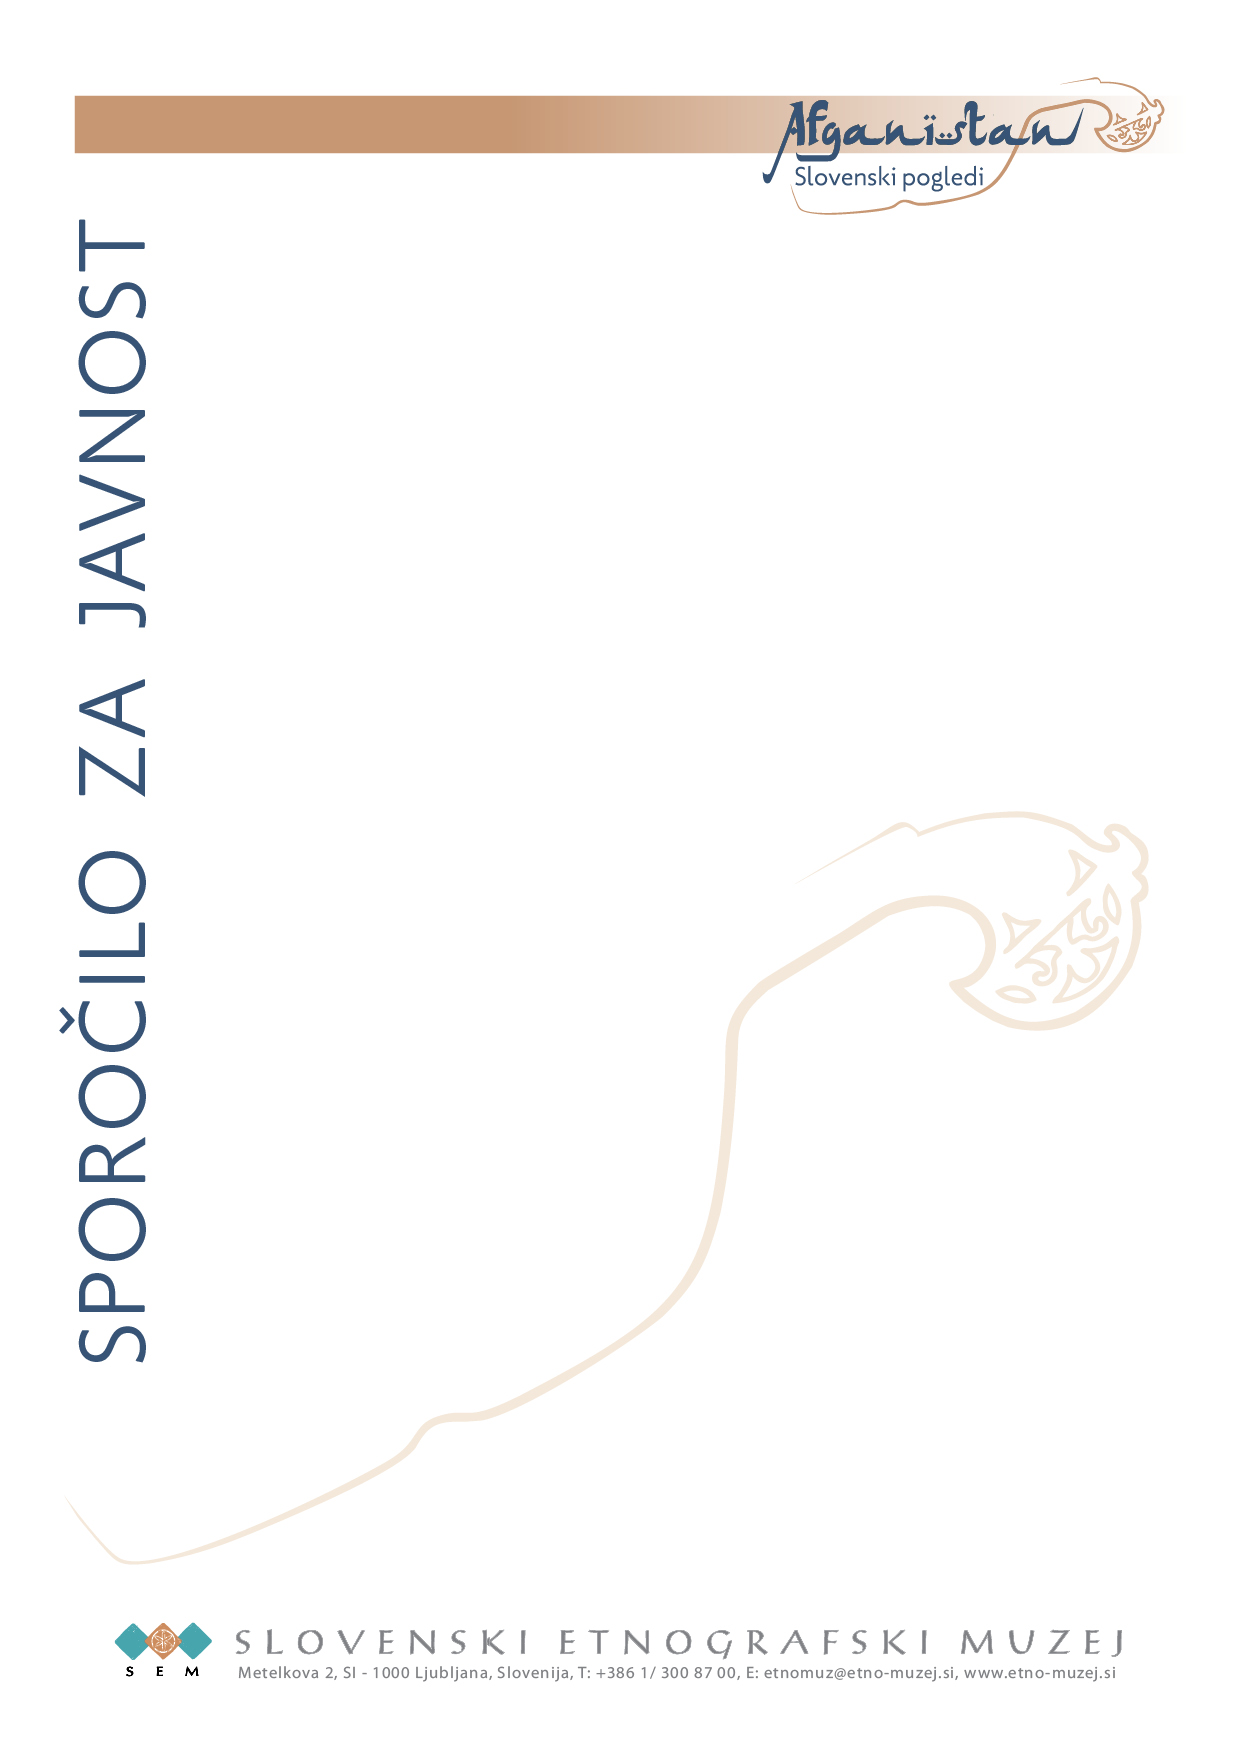 Afganistan
Slovenski pogledi
SPOROČILO ZA JAVNOST
SLOVENSKI ETNOGRAFSKI MUZEJ
SEM
Metelkova 2, SI - 1000 Ljubljana, Slovenija, T: +386 1/ 300 87 00, E: etnomuz@etno-muzej.si, www.etno-muzej.si